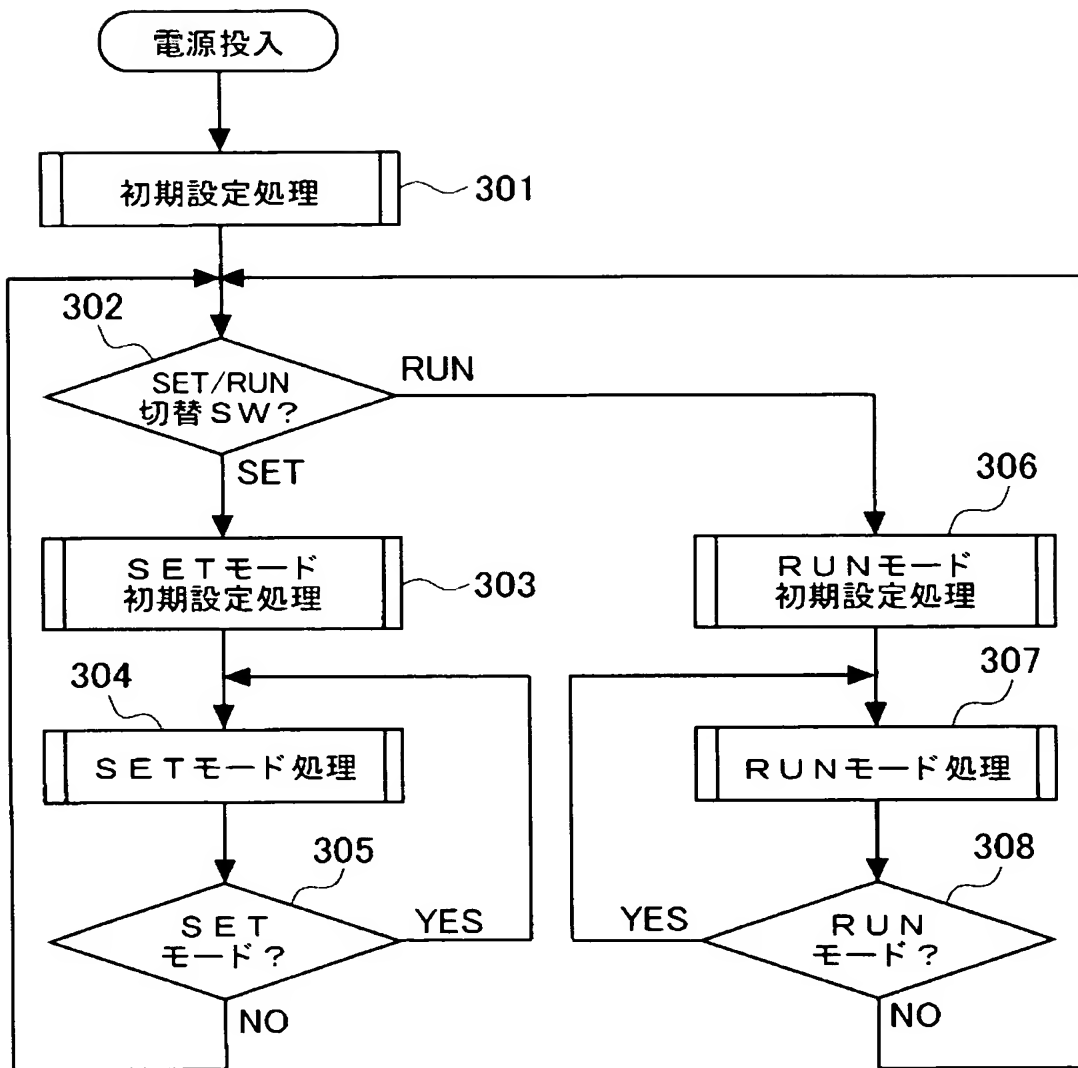 電源投入
初期設定処理
301
302
SET/RUN
切替SW?
RUN
SET
SETモード
初期設定処理
303
306
RUNモード
初期設定処理
304
SETモード処理
307
RUNモード処理
305
SET
モード?
YES
NO
308
YES
RUN
モード?
NO